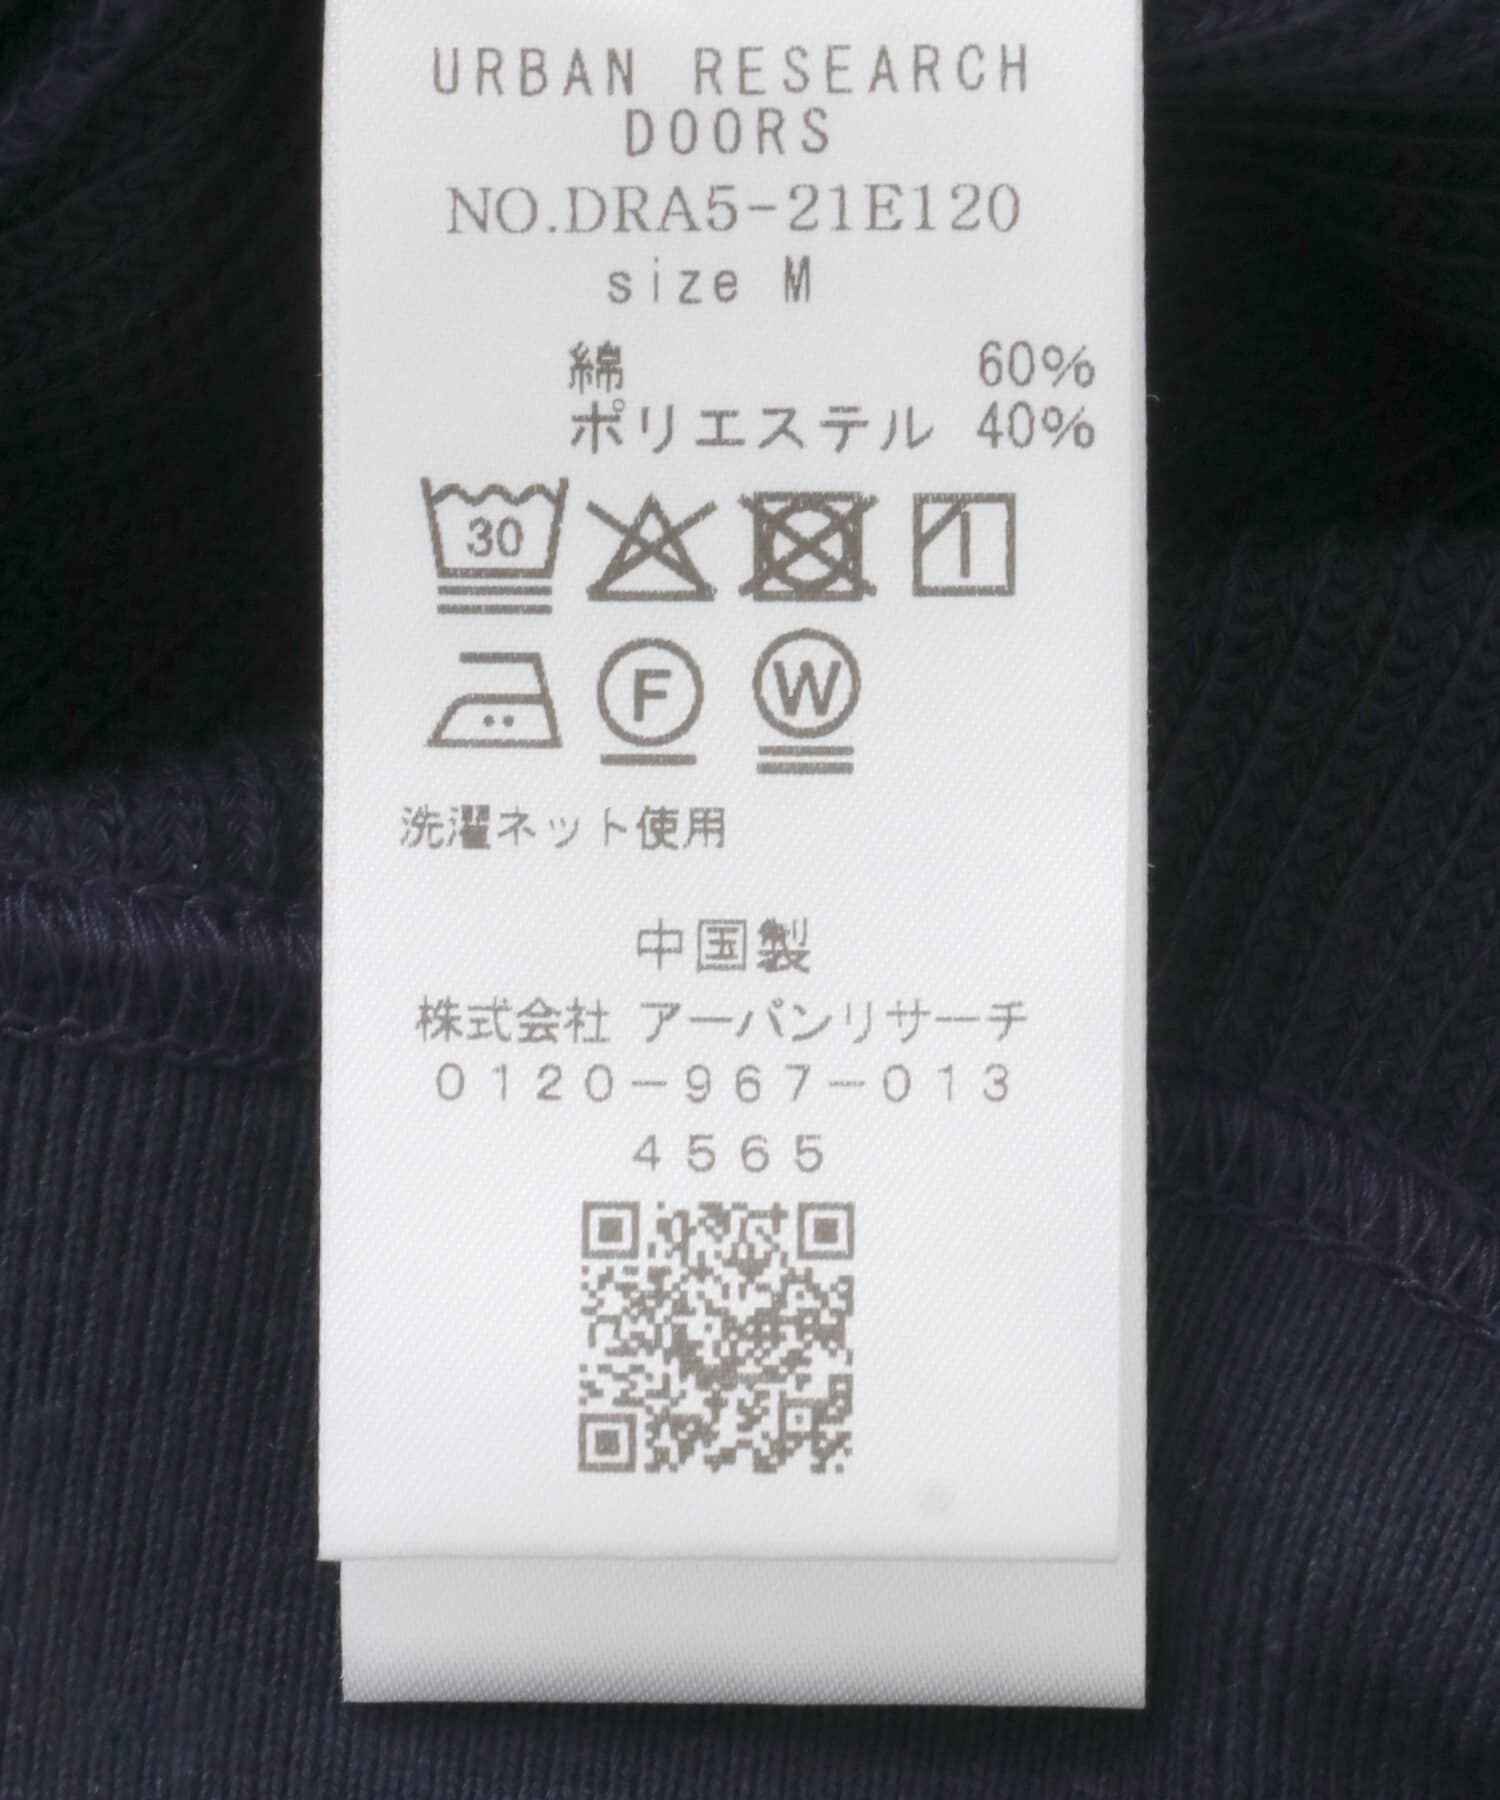 URBAN RESEARCH
DOORS
NO.DRA5-21E120
size M
綿 60%
ポリエステル 40%
30
F W
洗濯ネット使用
中国製
株式会社 アーバンリサーチ
0120-967-013
4565